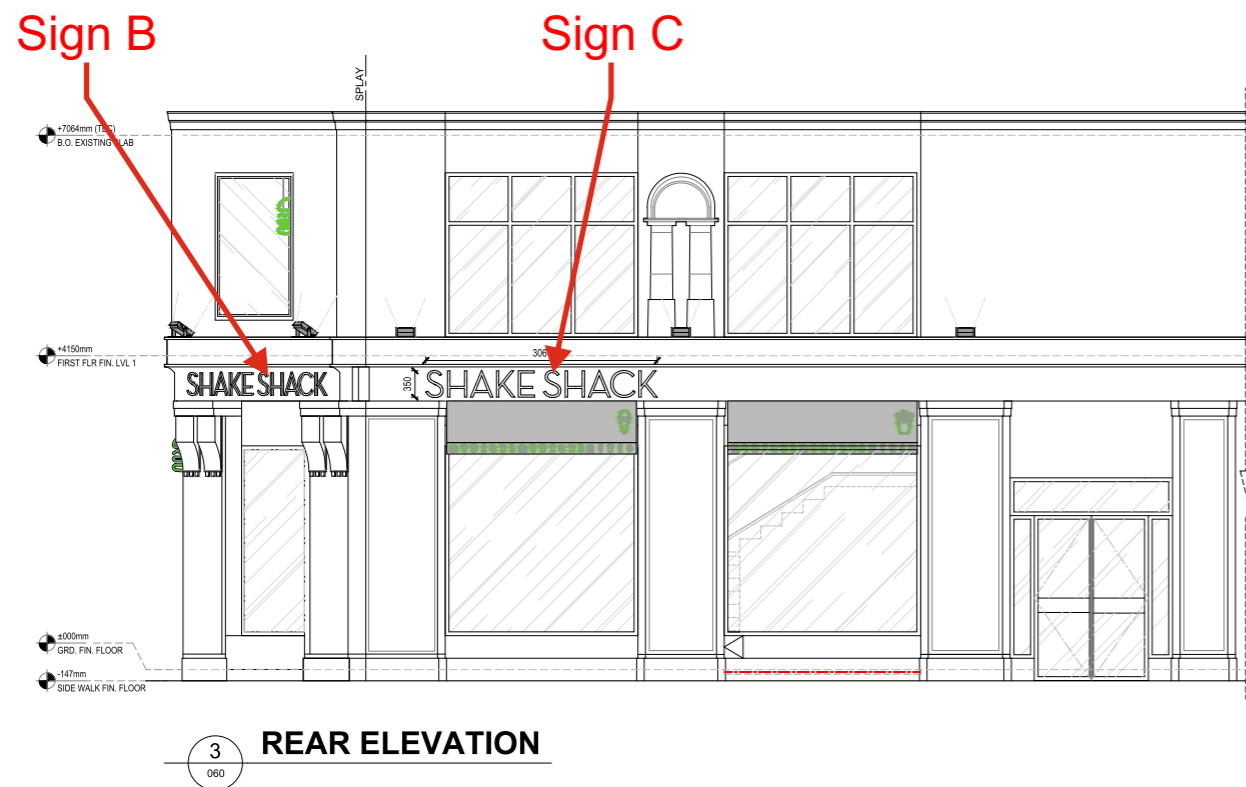 Sign B
Sign C
SPLAY
+7064mm (TBC)
B.O. EXISTING SLAB
+4150mm
FIRST FLR FIN. LVL 1
350
SHAKE SHACK
SHAKE SHACK
±000mm
GRD. FIN. FLOOR
-147mm
SIDE WALK FIN. FLOOR
3
060
REAR ELEVATION